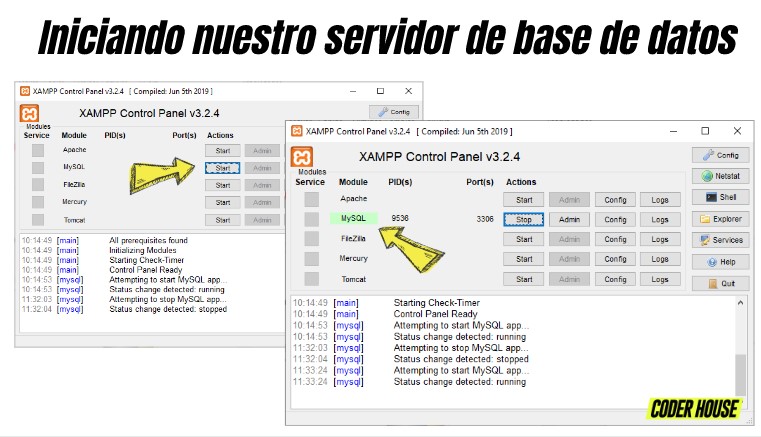 Iniciando nuestro servidor de base de datos
XAMPP Control Panel v3.2.4 [ Compiled: Jun 5th 2019 ]
XAMPP Control Panel v3.2.4
Config
Modules
Service Module PID(s) Port(s) Actions
Apache Start Admin
MySQL Start Admin
FileZilla Start Admin
Mercury Start Admin
Tomcat Start Admin
10:14:49 [main] All prerequisites found
10:14:49 [main] Initializing Modules
10:14:49 [main] Starting Check-Timer
10:14:49 [main] Control Panel Ready
10:14:53 [mysql] Attempting to start MySQL app...
10:14:53 [mysql] Status change detected: running
11:32:03 [mysql] Attempting to stop MySQL app...
11:32:04 [mysql] Status change detected: stopped
XAMPP Control Panel v3.2.4 [ Compiled: Jun 5th 2019 ]
XAMPP Control Panel v3.2.4
Config
Modules
Service Module PID(s) Port(s) Actions
Netstat
Apache Start Admin Config Logs
Shell
MySQL 9536 3306 Stop Admin Config Logs
Explorer
FileZilla Start Admin Config Logs
Services
Mercury Start Admin Config Logs
Help
Tomcat Start Admin Config Logs
Quit
10:14:49 [main] Starting Check-Timer
10:14:49 [main] Control Panel Ready
10:14:53 [mysql] Attempting to start MySQL app...
10:14:53 [mysql] Status change detected: running
11:32:03 [mysql] Attempting to stop MySQL app...
11:32:04 [mysql] Status change detected: stopped
11:33:24 [mysql] Attempting to start MySQL app...
11:33:24 [mysql] Status change detected: running
CODER HOUSE